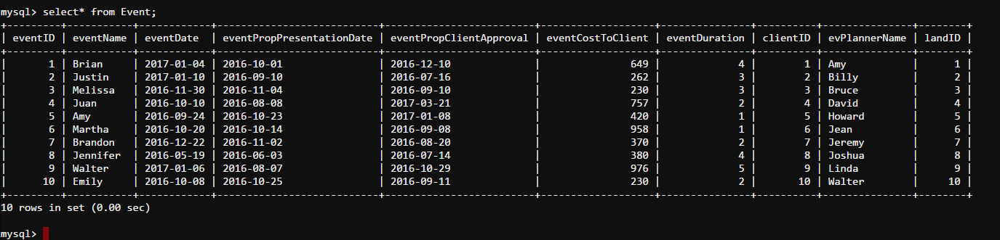 mysql> select* from Event;
+---------+-----------+------------+---------------------------+-------------------------+-------------------+---------------+----------+---------------+--------+
| eventID | eventName | eventDate | eventPropPresentationDate | eventPropClientApproval | eventCostToClient | eventDuration | clientID | evPlannerName | landID |
+---------+-----------+------------+---------------------------+-------------------------+-------------------+---------------+----------+---------------+--------+
| 1 | Brian | 2017-01-04 | 2016-10-01 | 2016-12-10 | 649 | 4 | 1 | Amy | 1 |
| 2 | Justin | 2017-01-10 | 2016-09-10 | 2016-07-16 | 262 | 3 | 2 | Billy | 2 |
| 3 | Melissa | 2016-11-30 | 2016-11-04 | 2016-09-10 | 230 | 3 | 3 | Bruce | 3 |
| 4 | Juan | 2016-10-10 | 2016-08-08 | 2017-03-21 | 757 | 2 | 4 | David | 4 |
| 5 | Amy | 2016-09-24 | 2016-10-23 | 2017-01-08 | 420 | 1 | 5 | Howard | 5 |
| 6 | Martha | 2016-10-20 | 2016-10-14 | 2016-09-08 | 958 | 1 | 6 | Jean | 6 |
| 7 | Brandon | 2016-12-22 | 2016-11-02 | 2016-08-20 | 370 | 2 | 7 | Jeremy | 7 |
| 8 | Jennifer | 2016-05-19 | 2016-06-03 | 2016-07-14 | 380 | 4 | 8 | Joshua | 8 |
| 9 | Walter | 2017-01-06 | 2016-08-07 | 2016-10-29 | 976 | 5 | 9 | Linda | 9 |
| 10 | Emily | 2016-10-08 | 2016-10-25 | 2016-09-11 | 230 | 2 | 10 | Walter | 10 |
+---------+-----------+------------+---------------------------+-------------------------+-------------------+---------------+----------+---------------+--------+
10 rows in set (0.00 sec)
mysql>